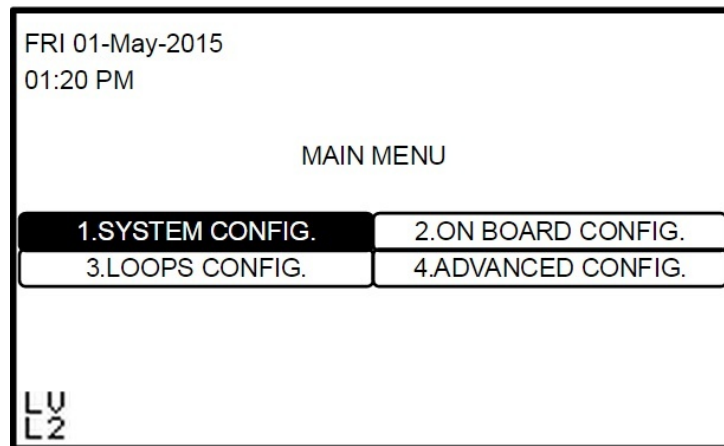 FRI 01-May-2015
01:20 PM
MAIN MENU
1.SYSTEM CONFIG. 2.ON BOARD CONFIG.
3.LOOPS CONFIG. 4.ADVANCED CONFIG.
LV
L2